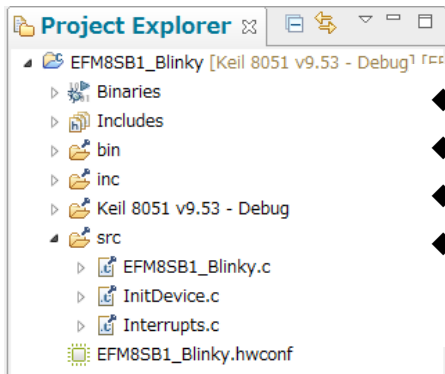 Project Explorer
EFM8SB1_Blinky [Keil 8051 v9.53 - Debug]
Binaries
Includes
bin
inc
Keil 8051 v9.53 - Debug
src
EFM8SB1_Blinky.c
InitDevice.c
Interrupts.c
EFM8SB1_Blinky.hwconf